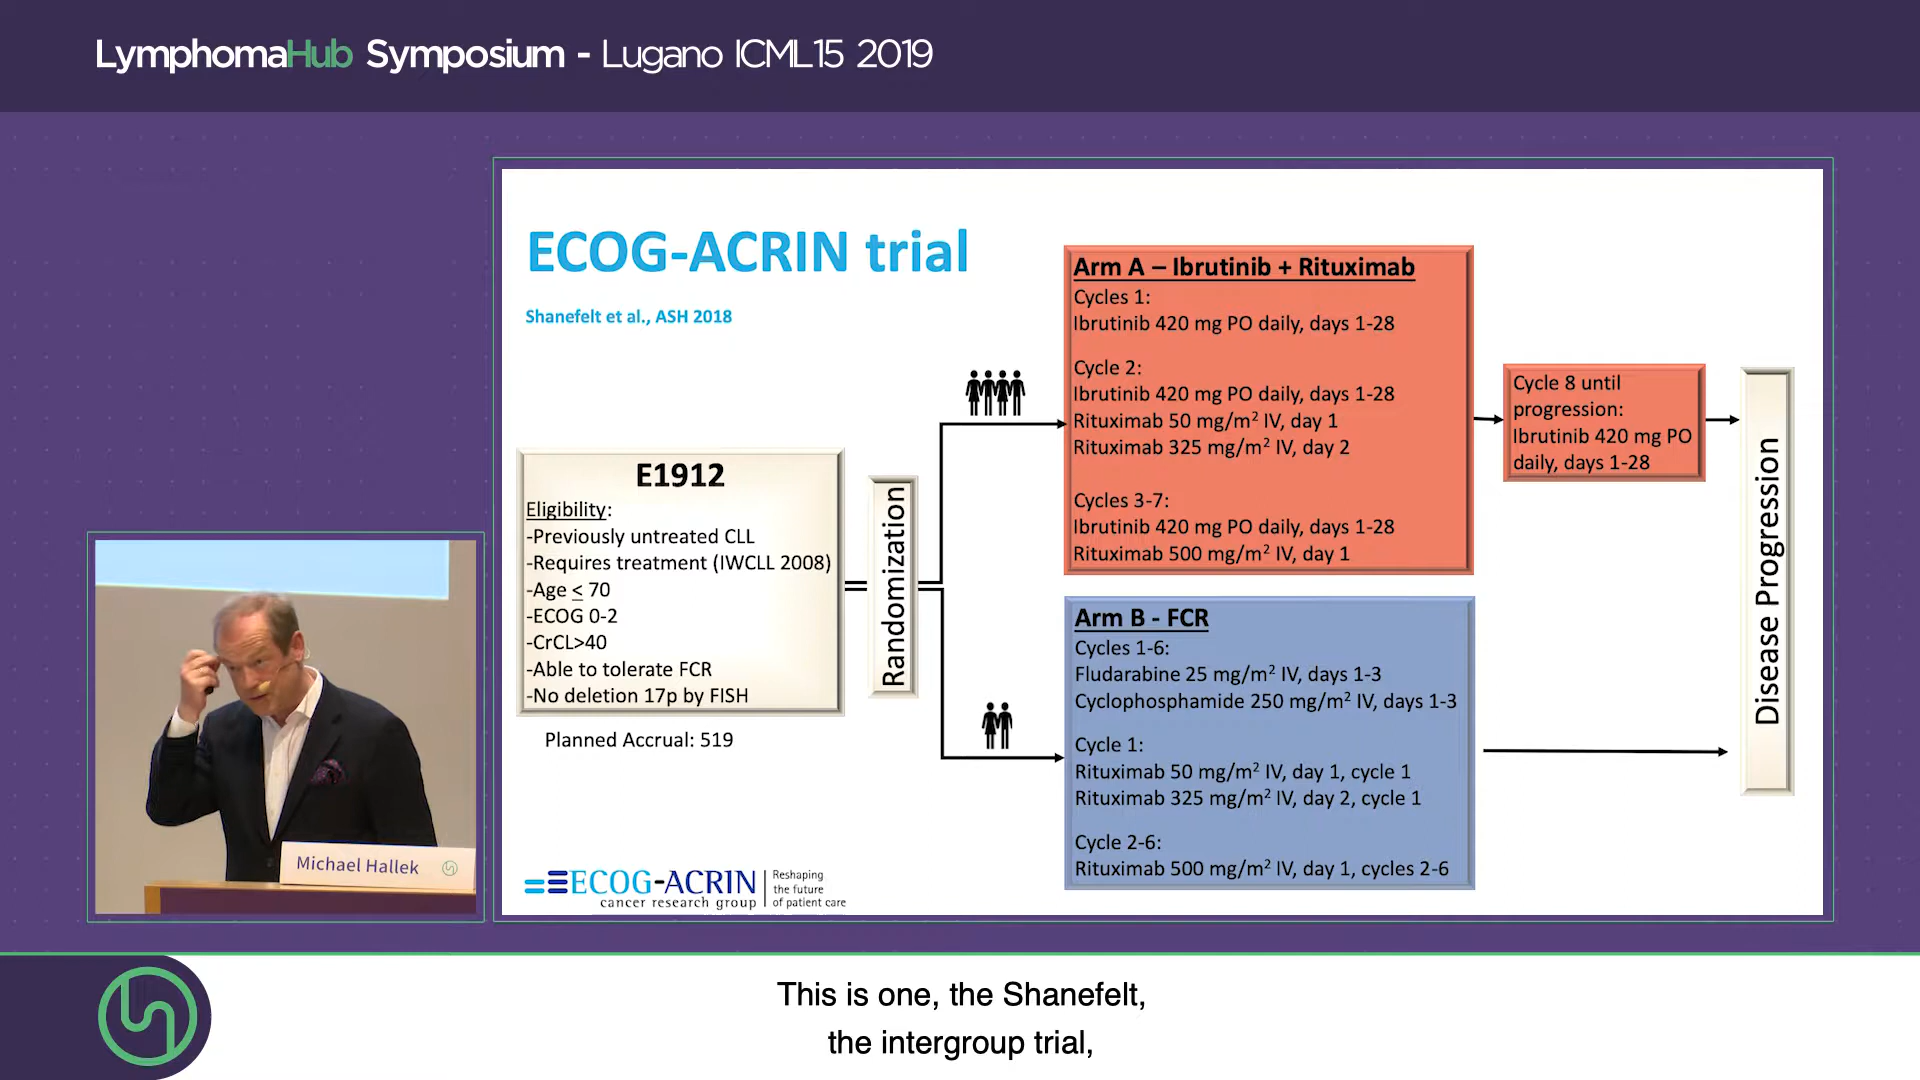 LymphomaHub Symposium - Lugano ICML15 2019
ECOG-ACRIN trial
Shanefelt et al., ASH 2018
E1912
Eligibility:
-Previously untreated CLL
-Requires treatment (IWCLL 2008)
-Age ≤ 70
-ECOG 0-2
-CrCL>40
-Able to tolerate FCR
-No deletion 17p by FISH
Planned Accrual: 519
Randomization
Arm A – Ibrutinib + Rituximab
Cycles 1:
Ibrutinib 420 mg PO daily, days 1-28
Cycle 2:
Ibrutinib 420 mg PO daily, days 1-28
Rituximab 50 mg/m² IV, day 1
Rituximab 325 mg/m² IV, day 2
Cycles 3-7:
Ibrutinib 420 mg PO daily, days 1-28
Rituximab 500 mg/m² IV, day 1
Cycle 8 until
progression:
Ibrutinib 420 mg PO
daily, days 1-28
Arm B - FCR
Cycles 1-6:
Fludarabine 25 mg/m² IV, days 1-3
Cyclophosphamide 250 mg/m² IV, days 1-3
Cycle 1:
Rituximab 50 mg/m² IV, day 1, cycle 1
Rituximab 325 mg/m² IV, day 2, cycle 1
Cycle 2-6:
Rituximab 500 mg/m² IV, day 1, cycles 2-6
Disease Progression
ECOG-ACRIN
cancer research group
Reshaping
the future
of patient care
Michael Hallek
This is one, the Shanefelt,
the intergroup trial,